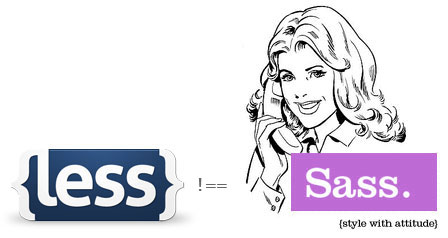 {less}
!==
Sass.
{style with attitude}